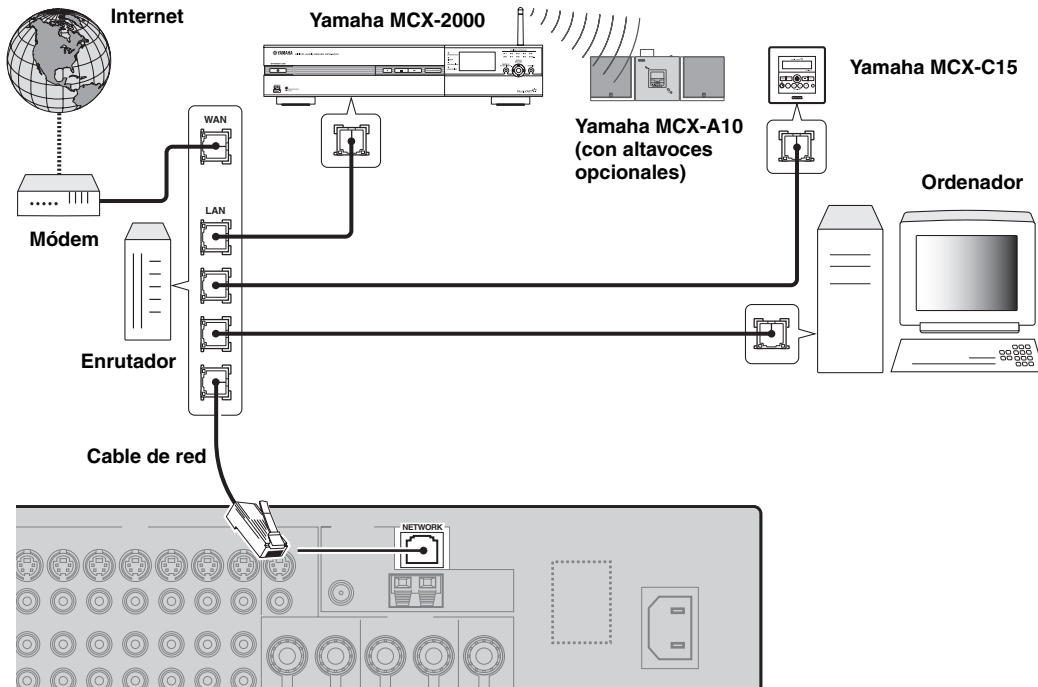 Internet
Yamaha MCX-2000
YAMAHA
Yamaha MCX-C15
Yamaha MCX-A10
(con altavoces
opcionales)
WAN
Ordenador
LAN
Módem
Enrutador
Cable de red
NETWORK